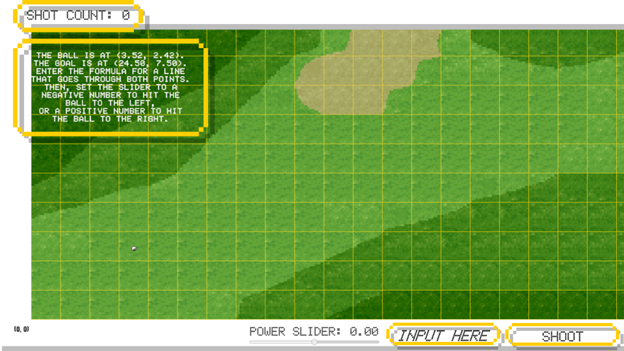 SHOT COUNT: 0
THE BALL IS AT (3.52, 2.42).
THE GOAL IS AT (24.50, 7.50).
ENTER THE FORMULA FOR A LINE
THAT GOES THROUGH BOTH POINTS.
THEN, SET THE SLIDER TO A
NEGATIVE NUMBER TO HIT THE
BALL TO THE LEFT,
OR A POSITIVE NUMBER TO HIT
THE BALL TO THE RIGHT.
(0, 0)
POWER SLIDER: 0.00
INPUT HERE
SHOOT